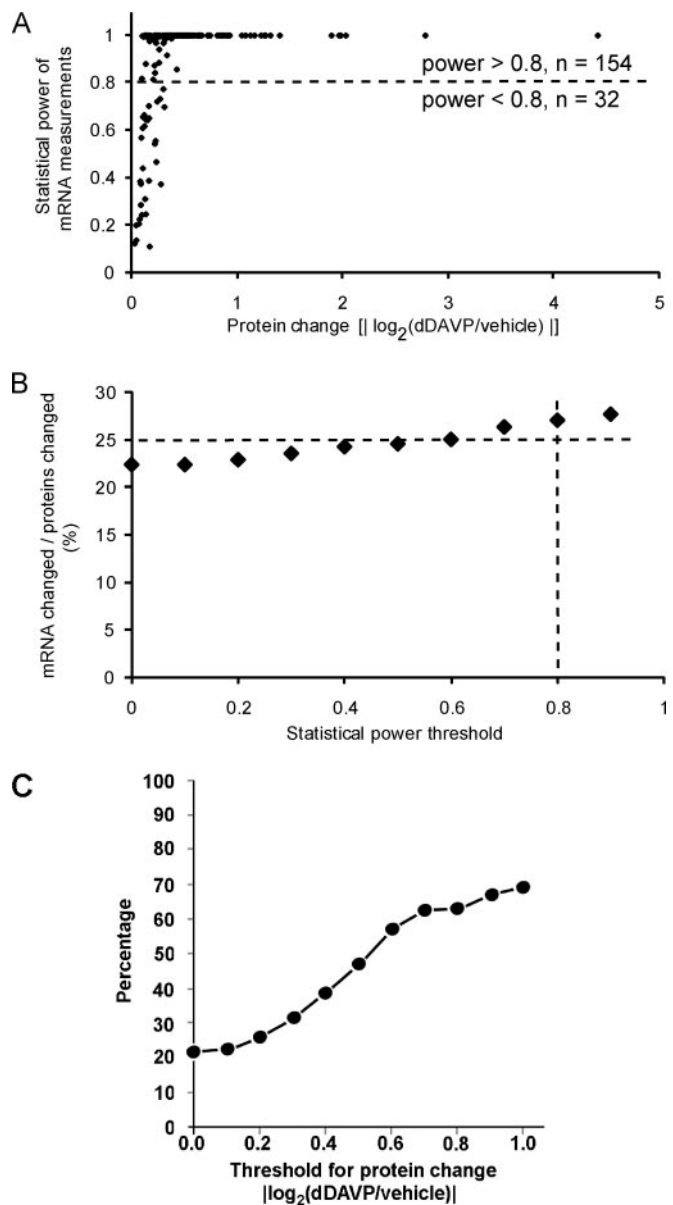 A
Statistical power of
mRNA measurements
1
0.8
0.6
0.4
0.2
0
power > 0.8, n = 154
power < 0.8, n = 32
0 1 2 3 4 5
Protein change [| log2(dDAVP/vehicle) |]
B
mRNA changed / proteins changed
(%)
30
25
20
15
10
5
0
0 0.2 0.4 0.6 0.8 1
Statistical power threshold
C
Percentage
100
90
80
70
60
50
40
30
20
10
0
0.0 0.2 0.4 0.6 0.8 1.0
Threshold for protein change
|log2(dDAVP/vehicle)|